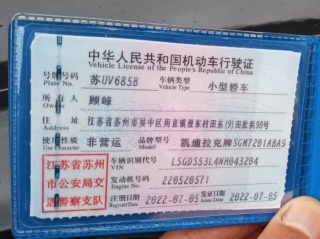 中华人民共和国机动车行驶证
Vehicle License of the People's Republic of China
号牌号码 苏UV685B 车辆类型 小型轿车
Plate No. Vehicle Type
所有人 顾峰
Owner
住址 江苏省苏州市吴中区甪直镇
Address
使用性质 非营运 品牌型号 凯迪拉克牌SGM7201ABAS
Use Character Model
江苏省苏州 车辆识别代号 LSGD553L4NH043204
VIN
市公安局交 发动机号码 220520571
Engine No.
通警察支队 注册日期 2022-07-05 发证日期 2022-07-05
Register Date Issue Date